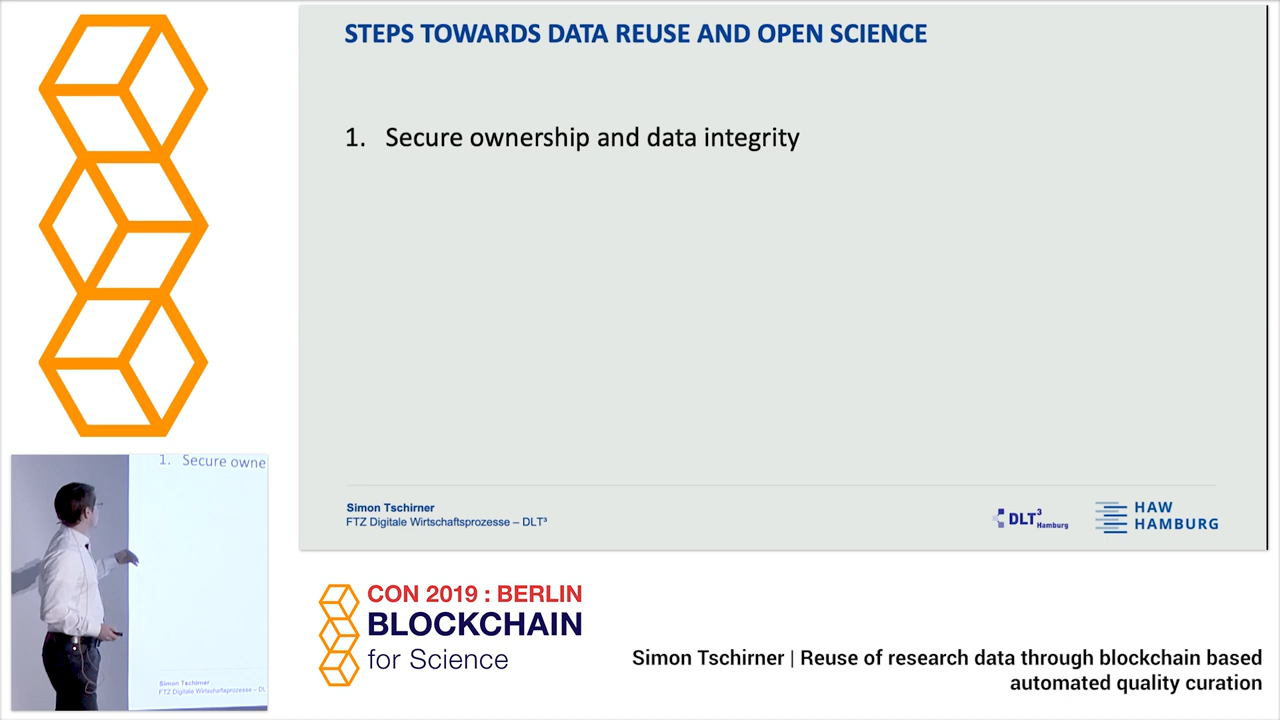 STEPS TOWARDS DATA REUSE AND OPEN SCIENCE
1. Secure ownership and data integrity
Simon Tschirner
FTZ Digitale Wirtschaftsprozesse – DLT³
DLT³
Hamburg
HAW
HAMBURG
1. Secure owne
Simon Tschirner
FTZ Digitale Wirtschaftsprozesse – DL
CON 2019 : BERLIN
BLOCKCHAIN
for Science
Simon Tschirner | Reuse of research data through blockchain based
automated quality curation